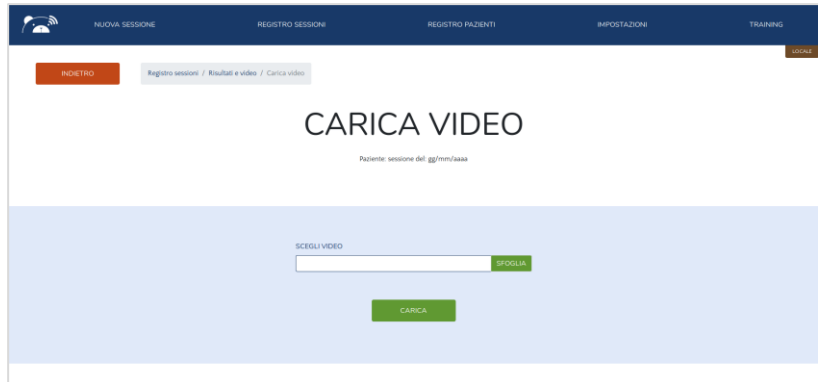 NUOVA SESSIONE REGISTRO SESSIONI REGISTRO PAZIENTI IMPOSTAZIONI TRAINING
LOCALE
INDIETRO Registro sessioni / Risultati e video / Carica video
CARICA VIDEO
Paziente: sessione del: gg/mm/aaaa
SCEGLI VIDEO
SFOGLIA
CARICA